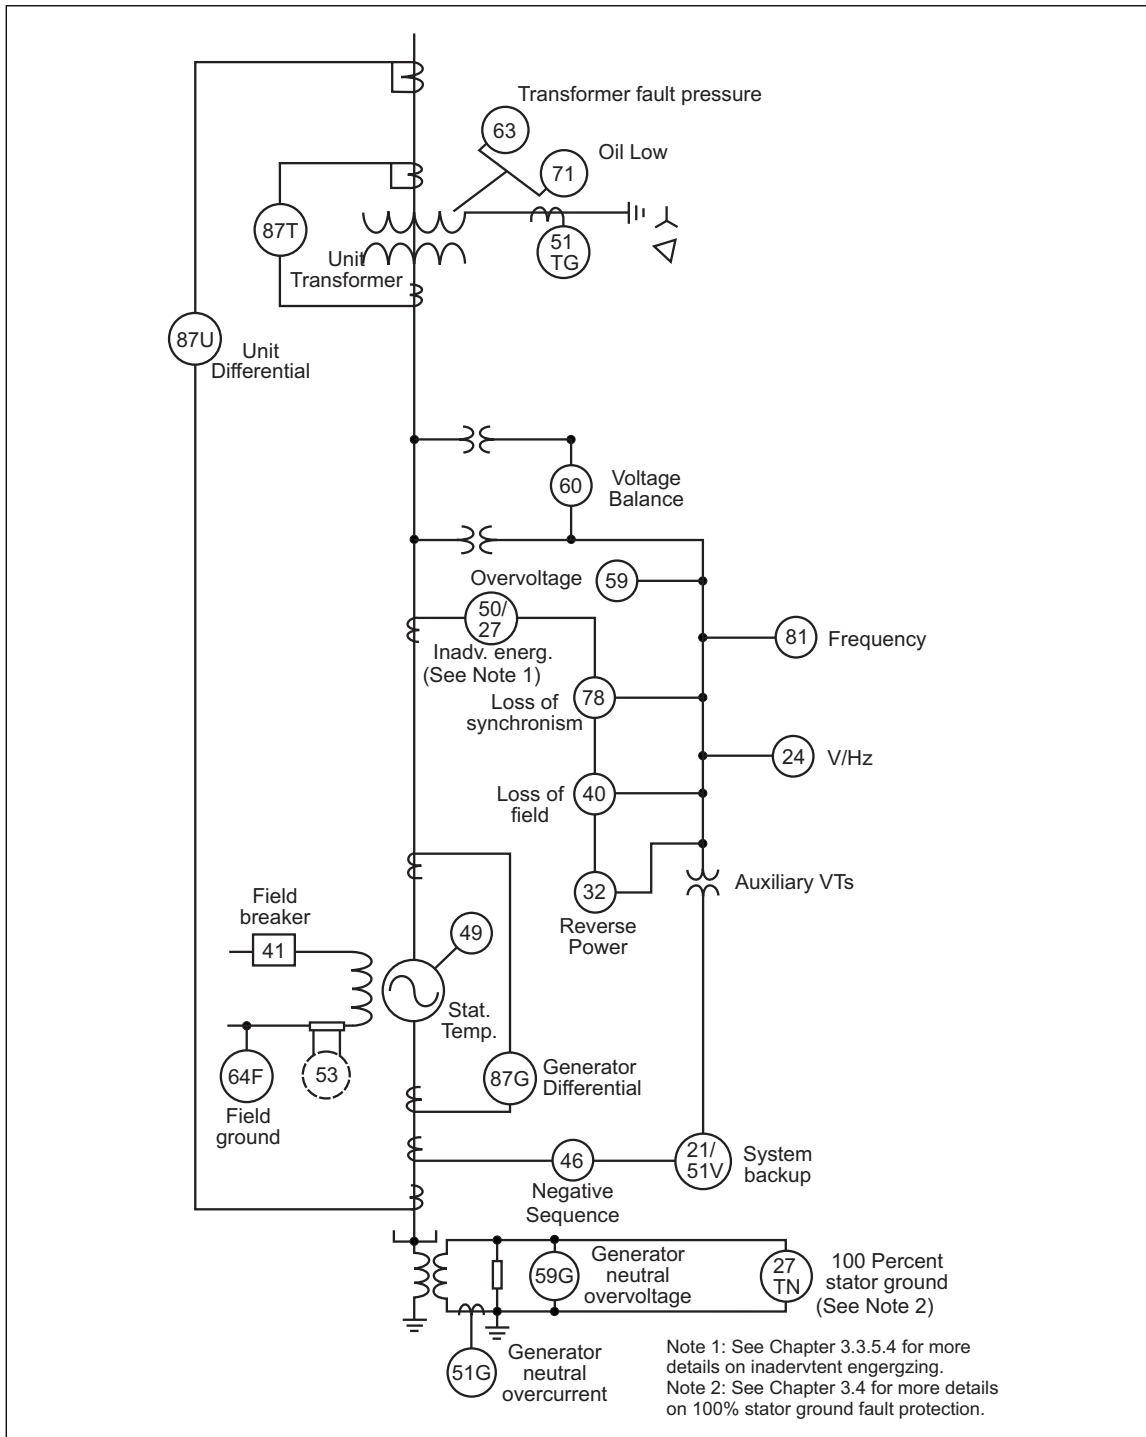 Transformer fault pressure
63
Oil Low
71
87T
51
TG
Unit
Transformer
87U
Unit
Differential
60
Voltage
Balance
Overvoltage
59
50/
27
81
Frequency
Inadv. energ.
(See Note 1)
78
Loss of
synchronism
24
V/Hz
Loss of
field
40
Auxiliary VTs
32
Reverse
Power
Field
breaker
41
49
Stat.
Temp.
64F
53
87G
Generator
Differential
Field
ground
46
21/
51V
System
backup
Negative
Sequence
59G
Generator
neutral
overvoltage
27
TN
100 Percent
stator ground
(See Note 2)
51G
Generator
neutral
overcurrent
Note 1: See Chapter 3.3.5.4 for more
details on inadervtent engergzing.
Note 2: See Chapter 3.4 for more details
on 100% stator ground fault protection.